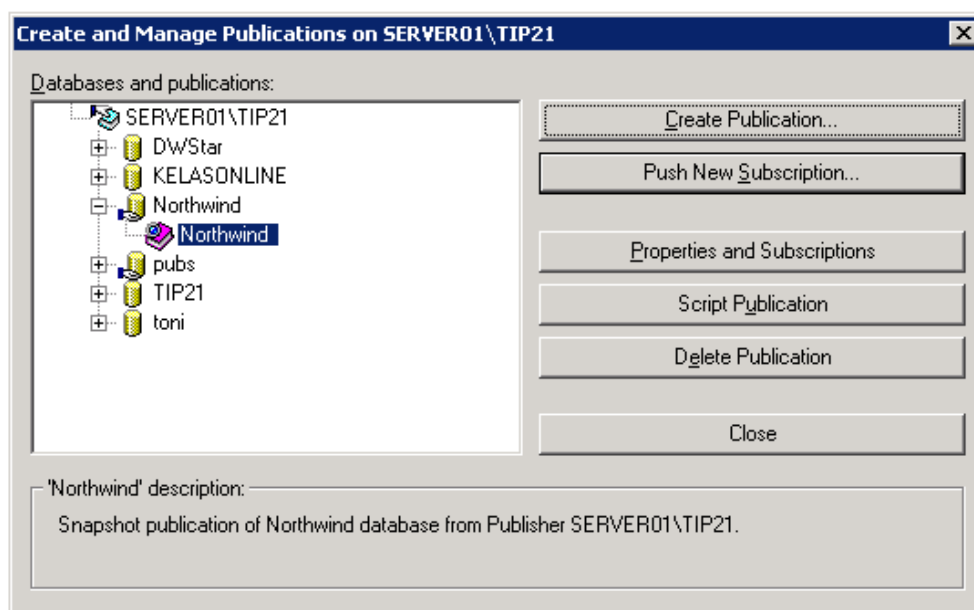 Create and Manage Publications on SERVER01\TIP21
Databases and publications:
SERVER01\TIP21
DWStar
KELASONLINE
Northwind
Northwind
pubs
TIP21
toni
Create Publication...
Push New Subscription...
Properties and Subscriptions
Script Publication
Delete Publication
Close
'Northwind' description:
Snapshot publication of Northwind database from Publisher SERVER01\TIP21.